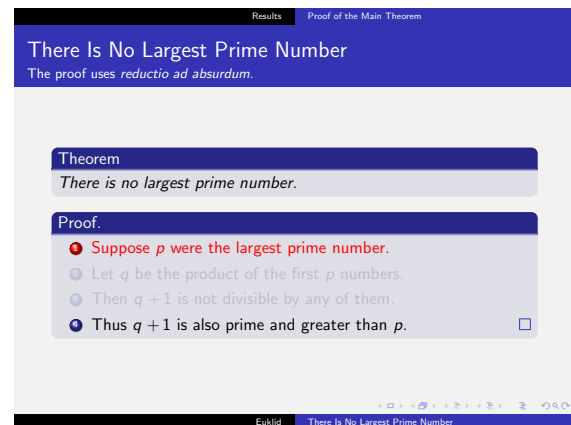 Results Proof of the Main Theorem
There Is No Largest Prime Number
The proof uses reductio ad absurdum.
Theorem
There is no largest prime number.
Proof.
1 Suppose p were the largest prime number.
2 Let q be the product of the first p numbers.
3 Then q + 1 is not divisible by any of them.
4 Thus q + 1 is also prime and greater than p.
Euklid There Is No Largest Prime Number